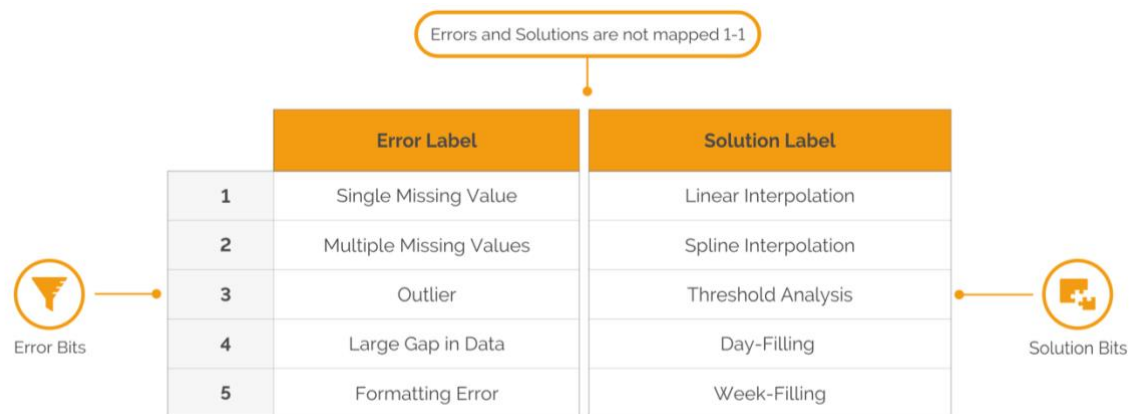 Errors and Solutions are not mapped 1-1
Error Label Solution Label
1 Single Missing Value Linear Interpolation
2 Multiple Missing Values Spline Interpolation
3 Outlier Threshold Analysis
Error Bits
Solution Bits
4 Large Gap in Data Day-Filling
5 Formatting Error Week-Filling